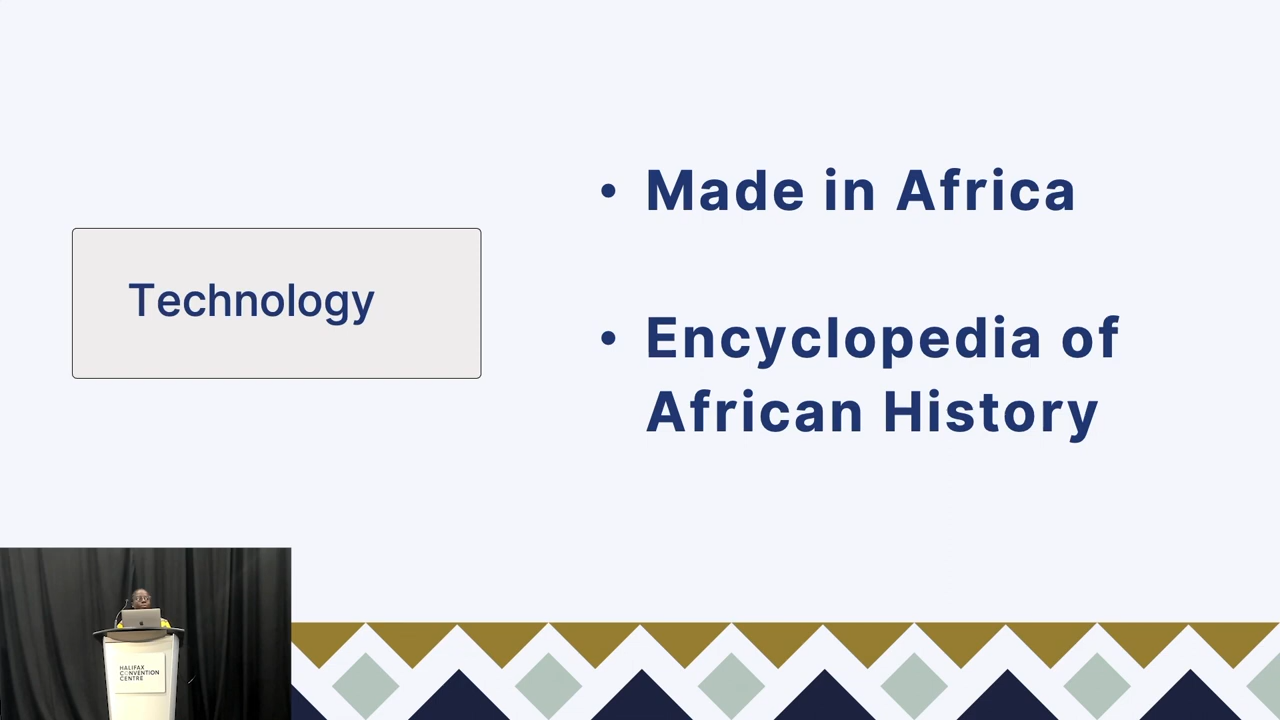 Technology
• Made in Africa
• Encyclopedia of
African History
HALIFAX
CONVENTION
CENTRE